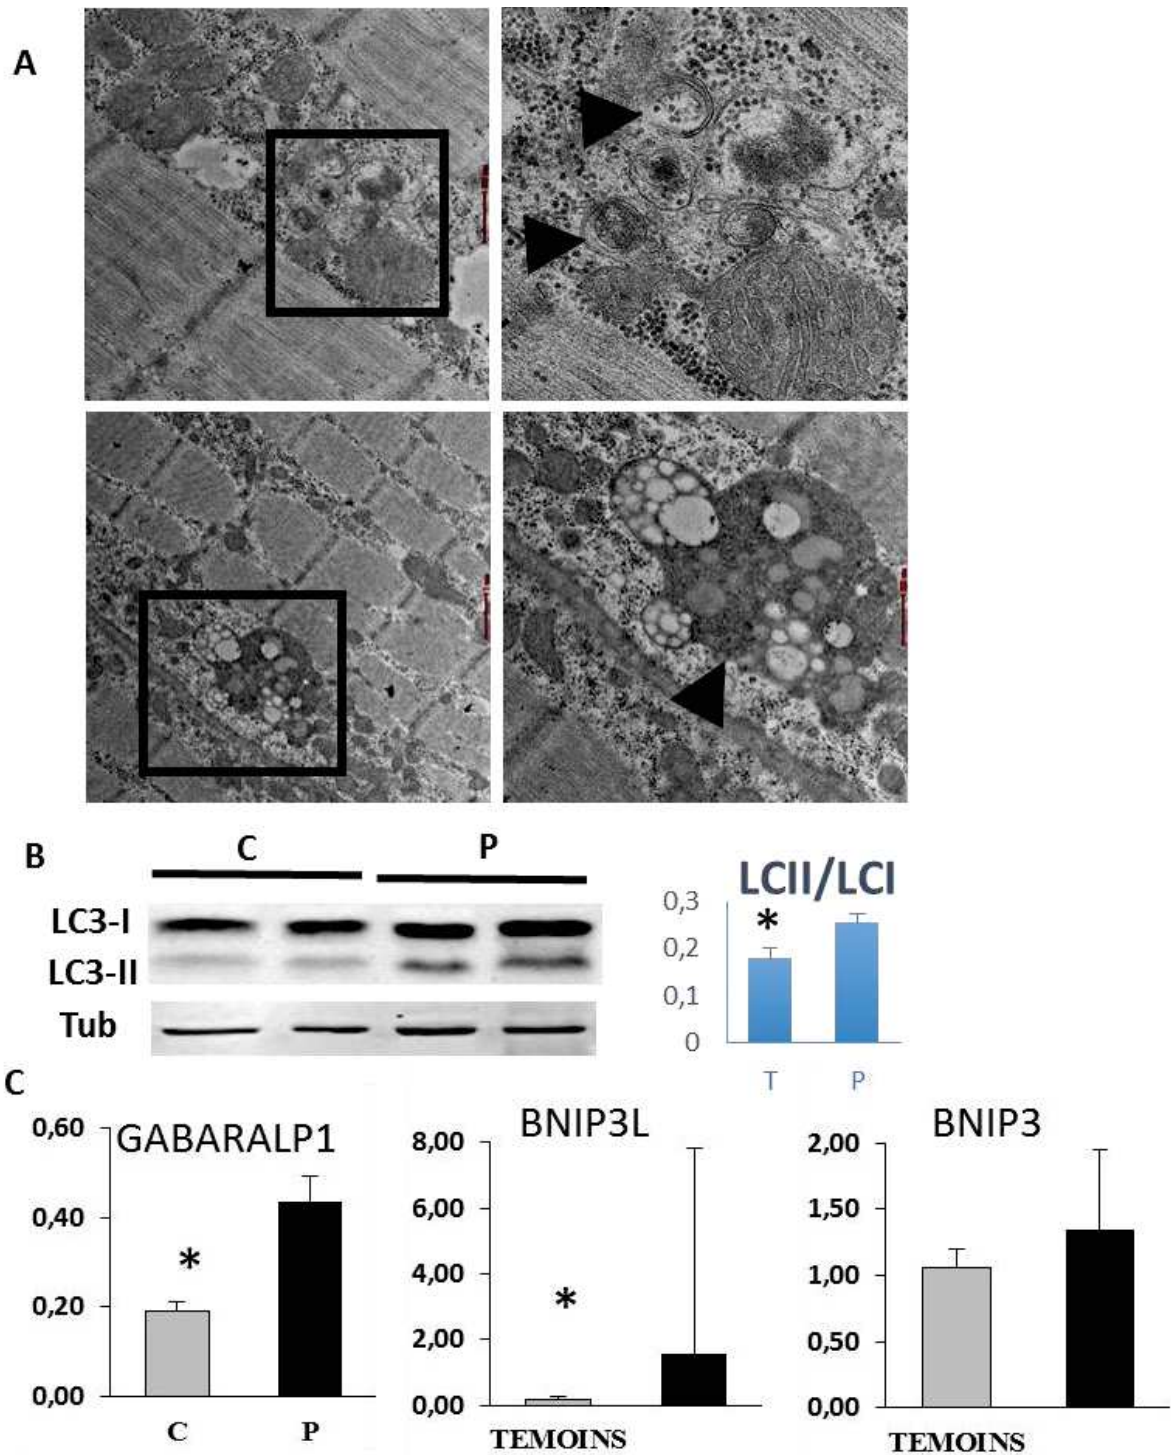 A
B
C
P
LC3-I
LC3-II
Tub
LCII/LCI
0,3
*
0,2
0,1
0
T
P
C
GABARALP1
0,60
0,40
*
0,20
0,00
C
P
BNIP3L
8,00
6,00
4,00
*
2,00
0,00
TEMOINS
BNIP3
2,00
1,50
1,00
0,50
0,00
TEMOINS